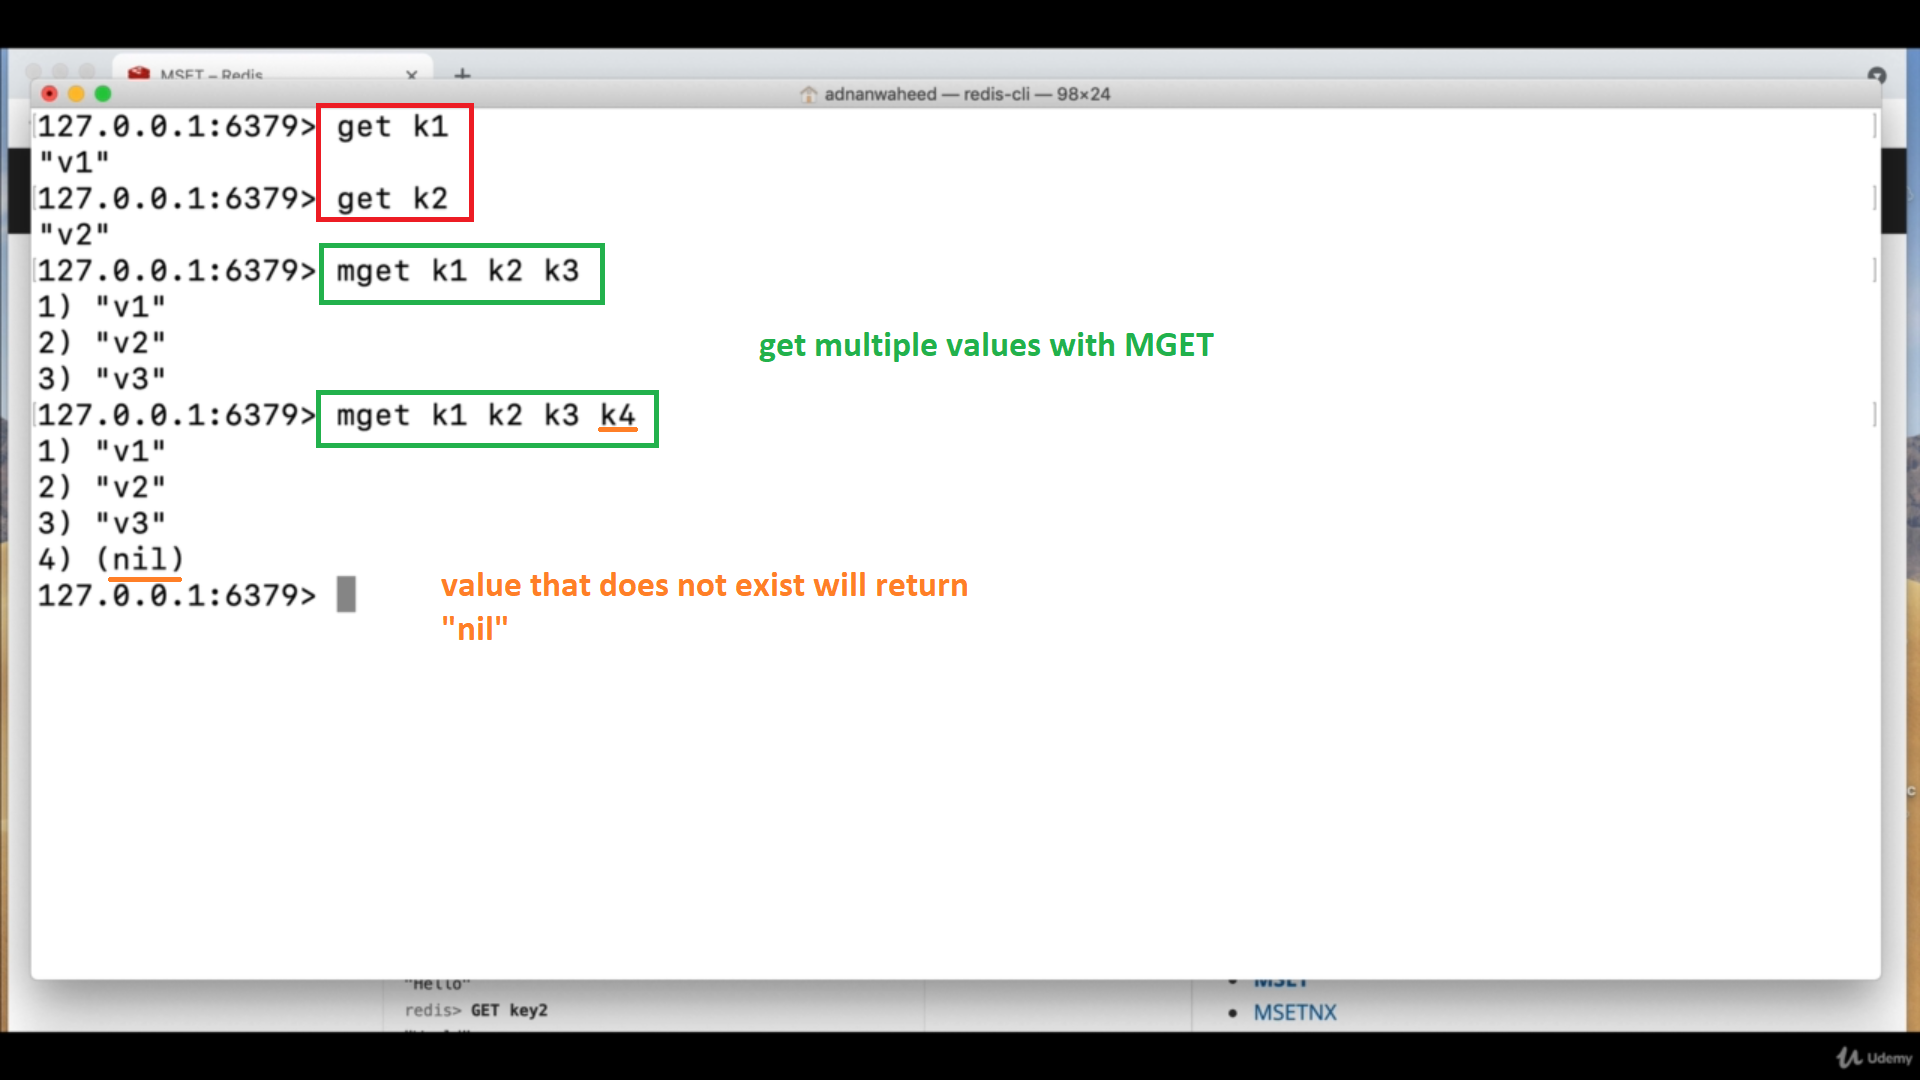 MSET – Redis
adnanwaheed — redis-cli — 98×24
127.0.0.1:6379> get k1
"v1"
127.0.0.1:6379> get k2
"v2"
127.0.0.1:6379> mget k1 k2 k3
1) "v1"
2) "v2"
3) "v3"
get multiple values with MGET
127.0.0.1:6379> mget k1 k2 k3 k4
1) "v1"
2) "v2"
3) "v3"
4) (nil)
127.0.0.1:6379>
value that does not exist will return
"nil"
"Hello"
redis> GET key2
MSET
MSETNX
Udemy